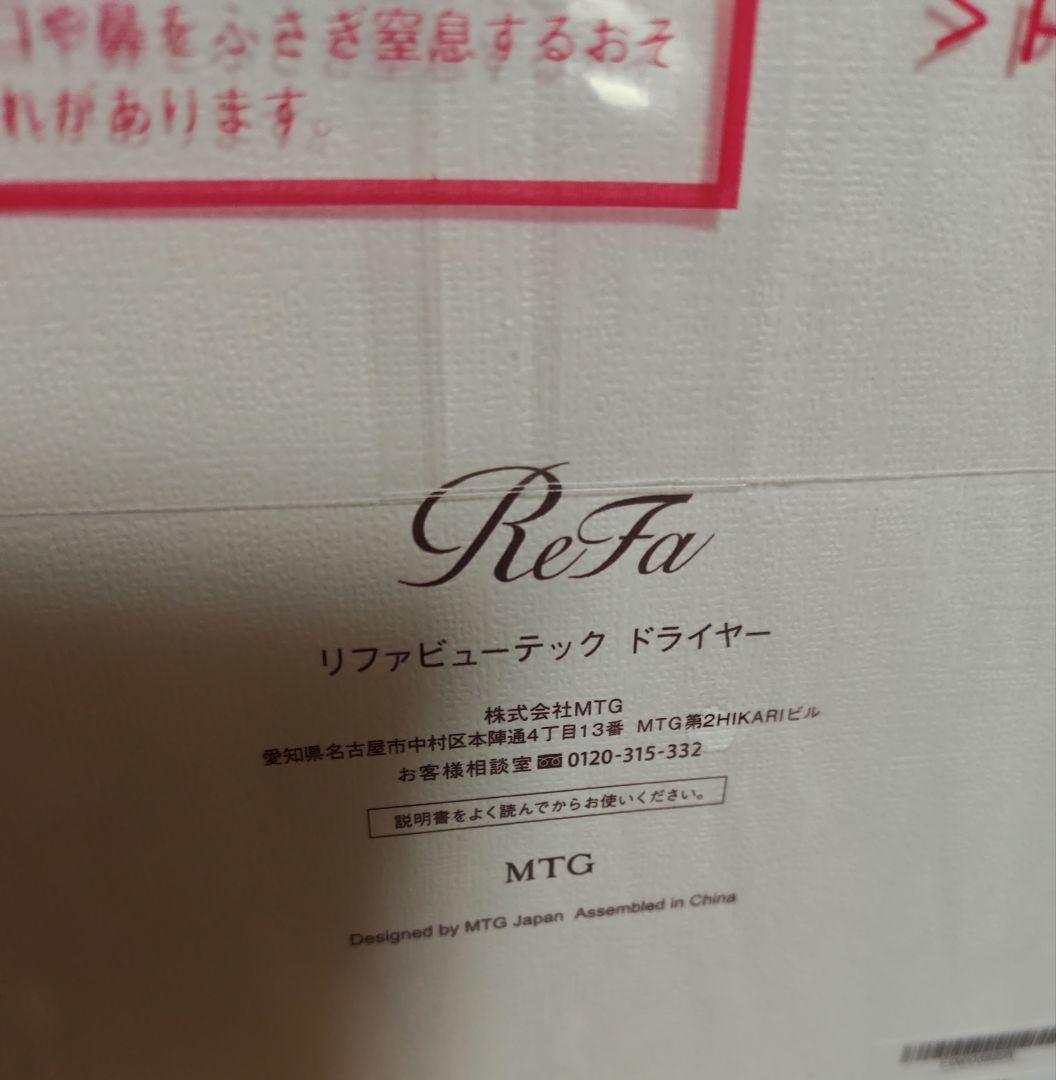 口や鼻をふさぎ窒息するおそ
れがあります。
ReFa
リファビューテック ドライヤー
株式会社MTG
愛知県名古屋市中村区本陣通4丁目13番 MTG第2HIKARIビル
お客様相談室 0120-315-332
説明書をよく読んでからお使いください。
MTG
Designed by MTG Japan Assembled in China